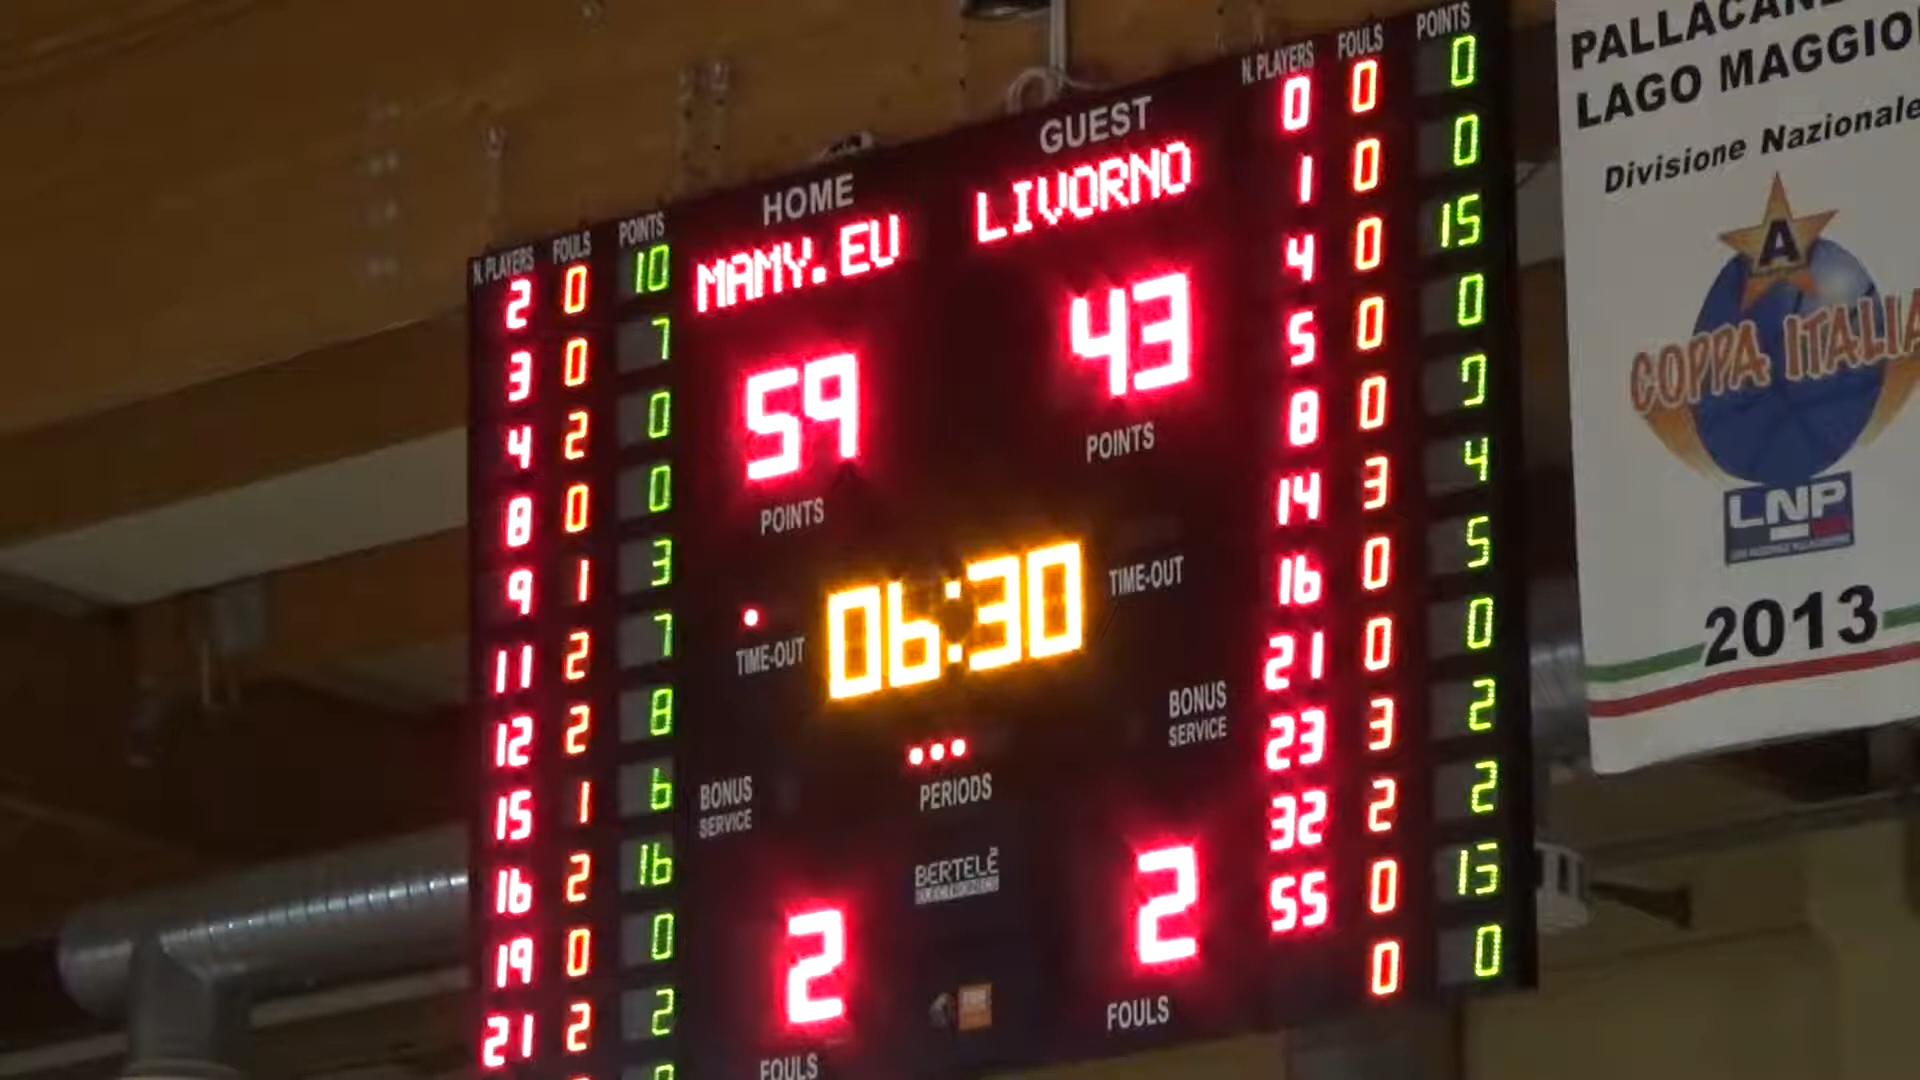 HOME
MAMY.EU
59
POINTS
GUEST
LIVORNO
43
POINTS
TIME-OUT
06:30
TIME-OUT
PERIODS
BONUS
SERVICE
BONUS
SERVICE
BERTELÈ
ELECTRONICS
2
FOULS
2
FOULS
N. PLAYERS FOULS POINTS
2 0 10
3 0 7
4 2 0
8 0 0
9 1 3
11 2 7
12 2 8
15 1 6
16 2 16
19 0 0
21 2 2
N. PLAYERS FOULS POINTS
0 0 0
1 0 0
4 0 15
5 0 0
8 0
14 3 4
16 0 5
21 0 0
23 3 2
32 2 2
55 0
0 0
LAGO MAGGIO
Divisione Nazionale
A
COPPA ITALIA
LNP
2013